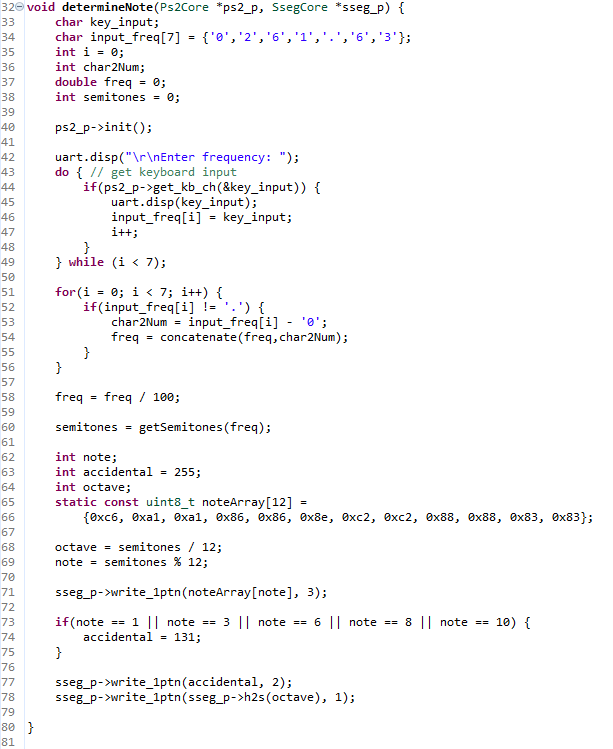 32 void determineNote(Ps2Core *ps2_p, SsegCore *sseg_p) {
33     char key_input;
34     char input_freq[7] = {'0','2','6','1','.','6','3'};
35     int i = 0;
36     int char2Num;
37     double freq = 0;
38     int semitones = 0;
39
40     ps2_p->init();
41
42     uart.disp("\r\nEnter frequency: ");
43     do { // get keyboard input
44         if(ps2_p->get_kb_ch(&key_input)) {
45             uart.disp(key_input);
46             input_freq[i] = key_input;
47             i++;
48         }
49     } while (i < 7);
50
51     for(i = 0; i < 7; i++) {
52         if(input_freq[i] != '.') {
53             char2Num = input_freq[i] - '0';
54             freq = concatenate(freq,char2Num);
55         }
56     }
57
58     freq = freq / 100;
59
60     semitones = getSemitones(freq);
61
62     int note;
63     int accidental = 255;
64     int octave;
65     static const uint8_t noteArray[12] =
66         {0xc6, 0xa1, 0xa1, 0x86, 0x86, 0x8e, 0xc2, 0xc2, 0x88, 0x88, 0x83, 0x83};
67
68     octave = semitones / 12;
69     note = semitones % 12;
70
71     sseg_p->write_1ptn(noteArray[note], 3);
72
73     if(note == 1 || note == 3 || note == 6 || note == 8 || note == 10) {
74         accidental = 131;
75     }
76
77     sseg_p->write_1ptn(accidental, 2);
78     sseg_p->write_1ptn(sseg_p->h2s(octave), 1);
79
80 }
81